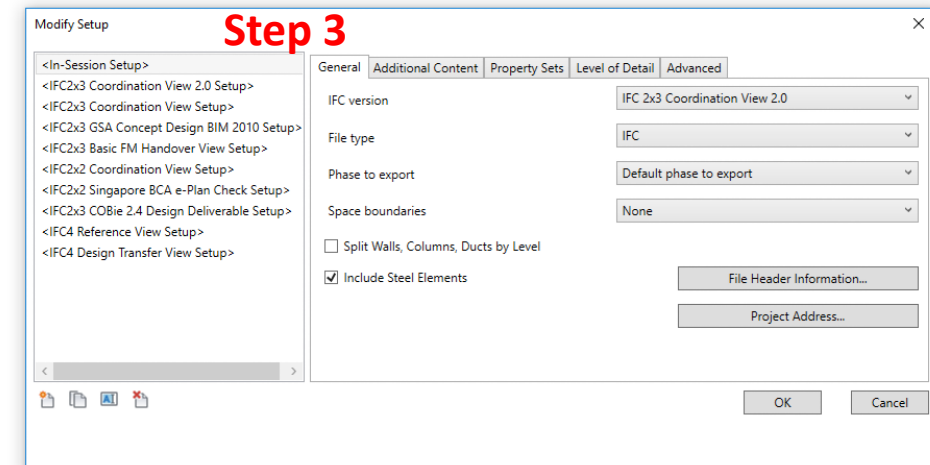 Modify Setup
Step 3
<In-Session Setup>
<IFC2x3 Coordination View 2.0 Setup>
<IFC2x3 Coordination View Setup>
<IFC2x3 GSA Concept Design BIM 2010 Setup>
<IFC2x3 Basic FM Handover View Setup>
<IFC2x2 Coordination View Setup>
<IFC2x2 Singapore BCA e-Plan Check Setup>
<IFC2x3 COBie 2.4 Design Deliverable Setup>
<IFC4 Reference View Setup>
<IFC4 Design Transfer View Setup>
General Additional Content Property Sets Level of Detail Advanced
IFC version IFC 2x3 Coordination View 2.0
File type IFC
Phase to export Default phase to export
Space boundaries None
Split Walls, Columns, Ducts by Level
Include Steel Elements File Header Information...
Project Address...
OK Cancel